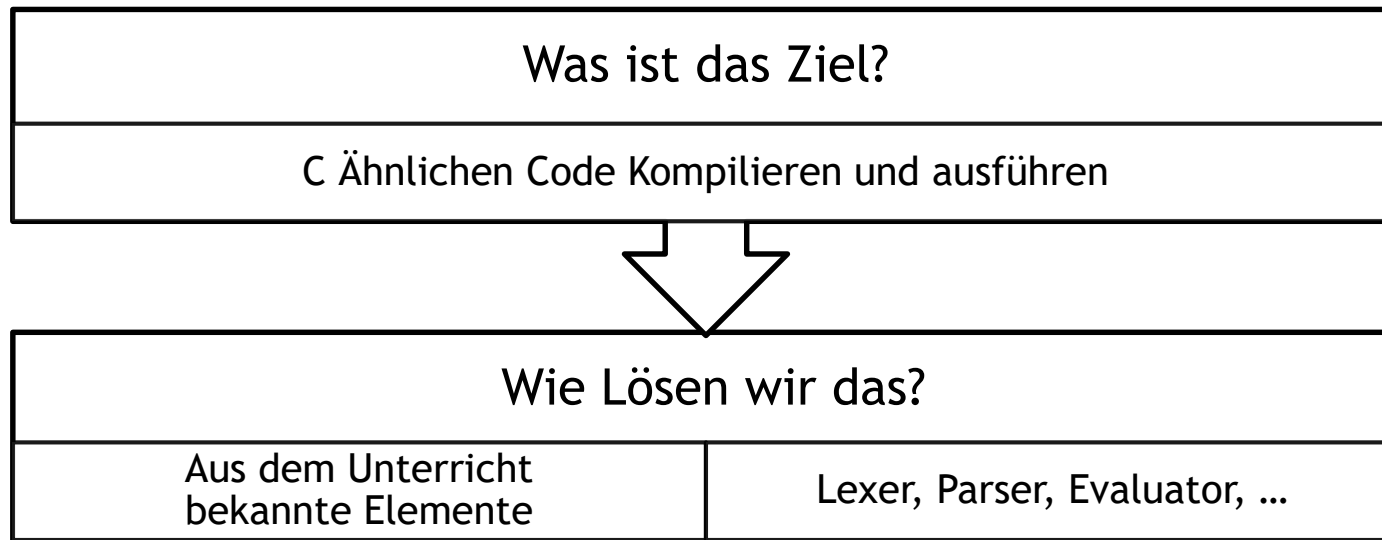 Was ist das Ziel?
C Ähnlichen Code Kompilieren und ausführen
Wie Lösen wir das?
Aus dem Unterricht
bekannte Elemente
Lexer, Parser, Evaluator, …